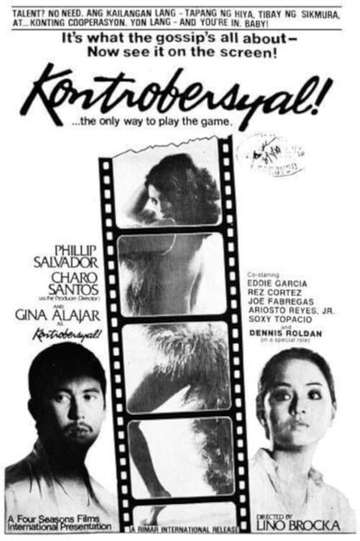 TALENT? NO NEED. ANG KAILANGAN LANG - TAPANG NG HIYA, TIBAY NG SIKMURA,
AT... KONTING COOPERASYON. YON LANG - AND YOU'RE IN, BABY!
It's what the gossip's all about—
Now see it on the screen!
Kontrobersyal!
...the only way to play the game.
PHILLIP
SALVADOR
CHARO
SANTOS
(as the Producer-Director)
AND
GINA ALAJAR
AS
Kontrobersyal!
Co-starring
EDDIE GARCIA
REZ CORTEZ
JOE FABREGAS
ARIOSTO REYES, JR.
SOXY TOPACIO
and
DENNIS ROLDAN
(in a special role)
A Four Seasons Films
International Presentation
A RIMAR INTERNATIONAL RELEASE
DIRECTED BY
LINO BROCKA